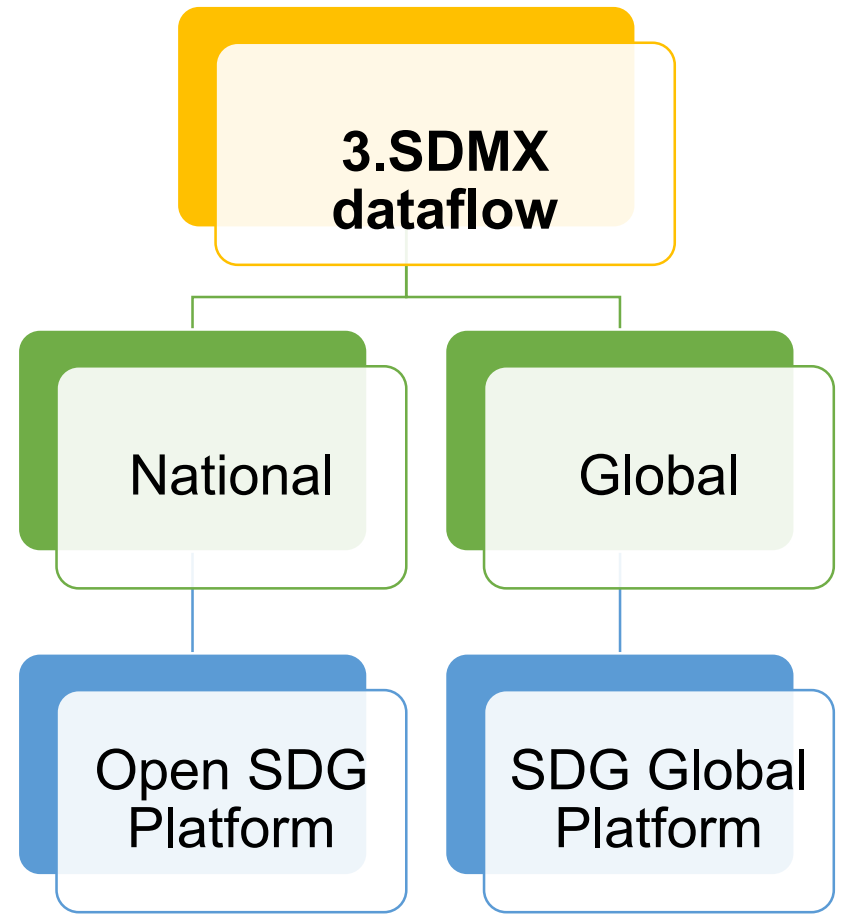 3.SDMX
dataflow
National
Global
Open SDG
Platform
SDG Global
Platform